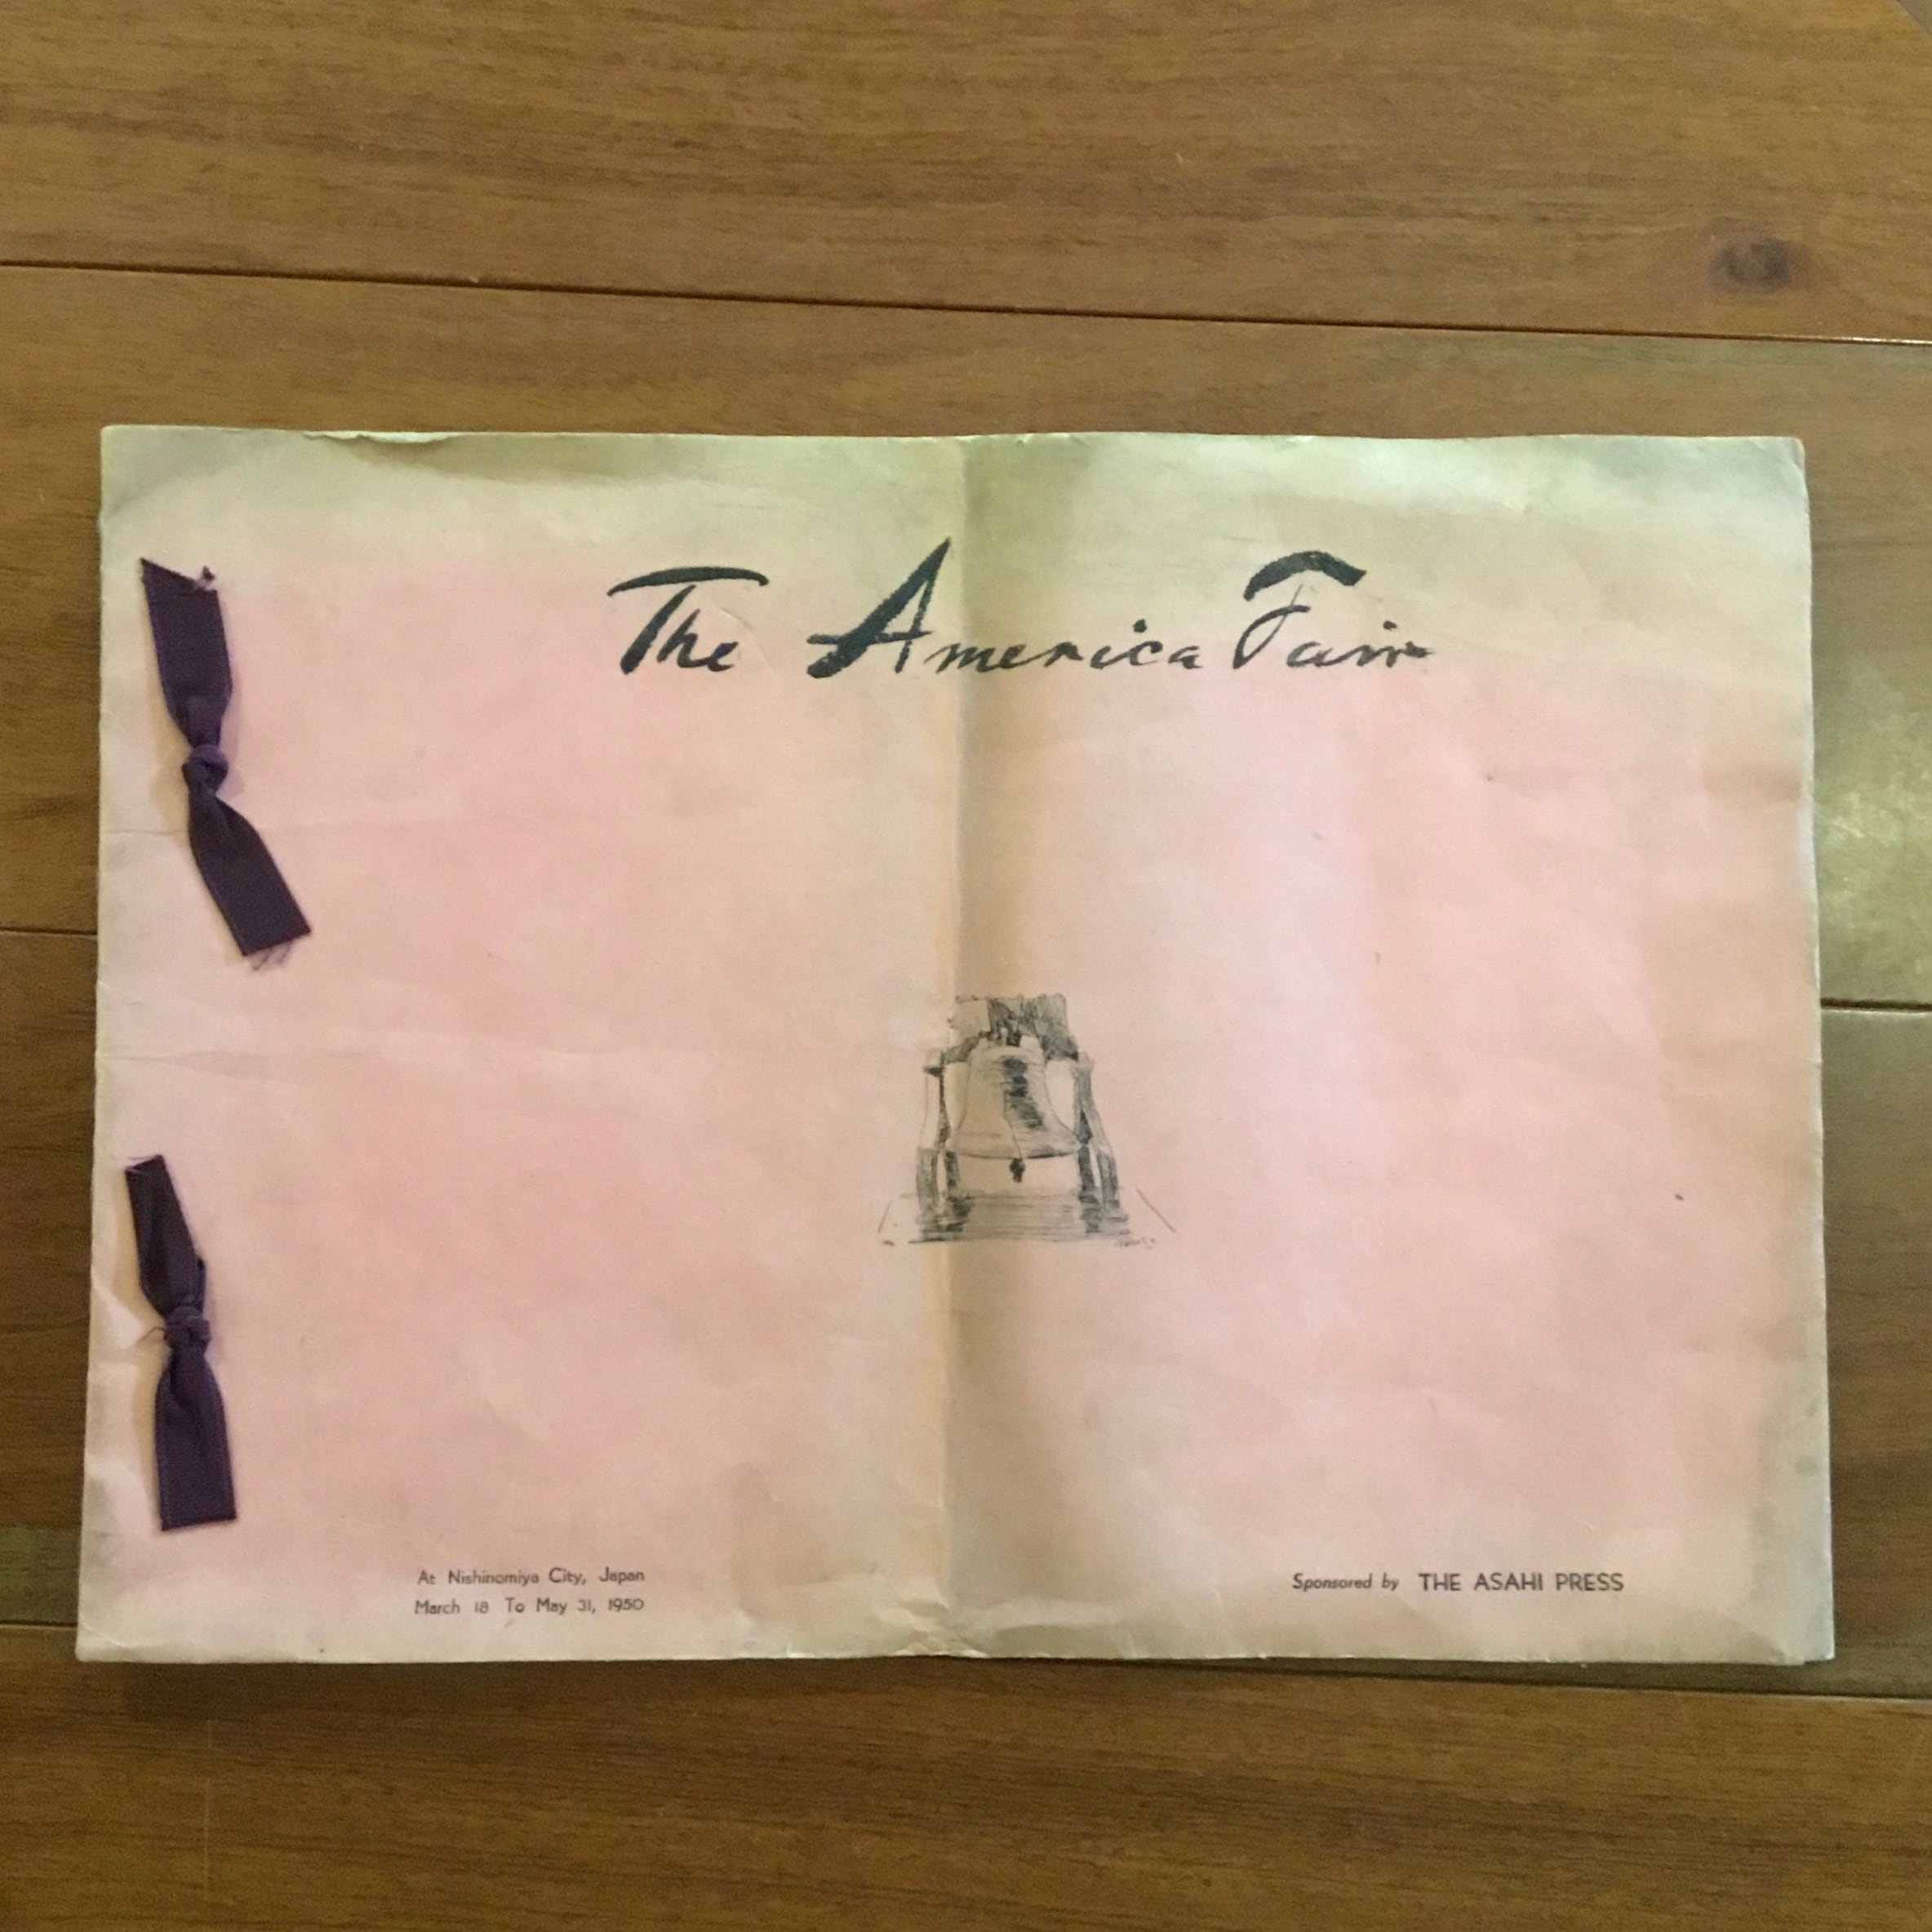 The America Fair
At Nishinomiya City, Japan
March 18 To May 31, 1950
Sponsored by THE ASAHI PRESS